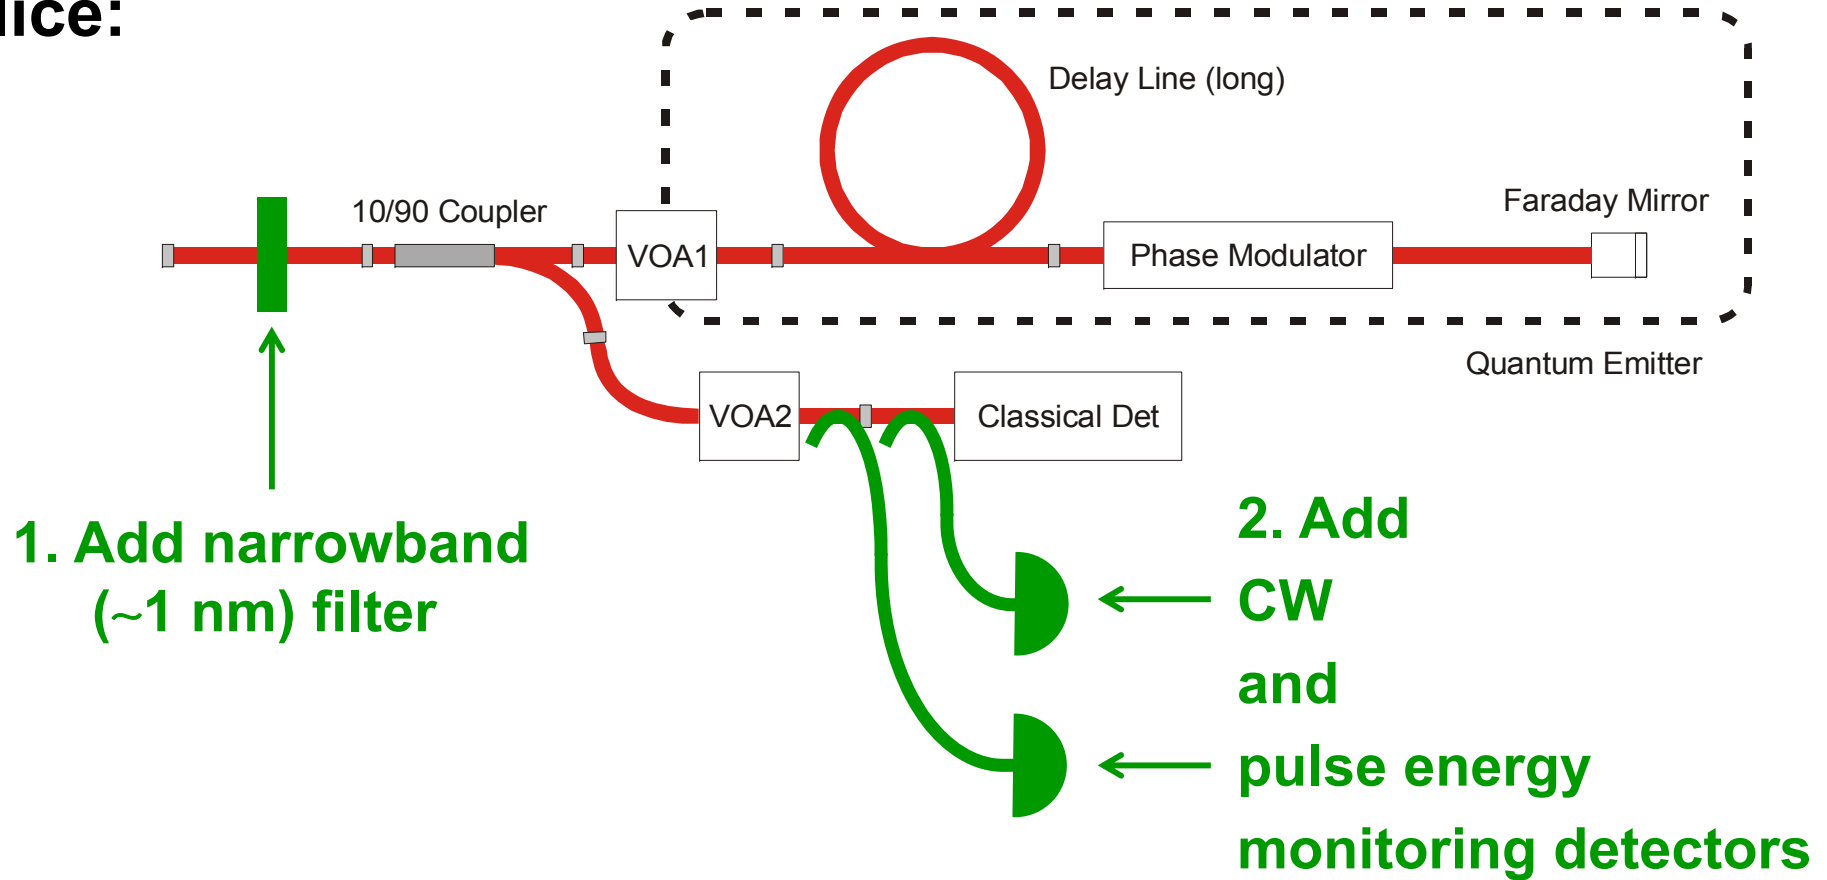 Delay Line (long)
Faraday Mirror
10/90 Coupler
VOA1
Phase Modulator
Quantum Emitter
VOA2
Classical Det
1. Add narrowband
(~1 nm) filter
2. Add
CW
and
pulse energy
monitoring detectors